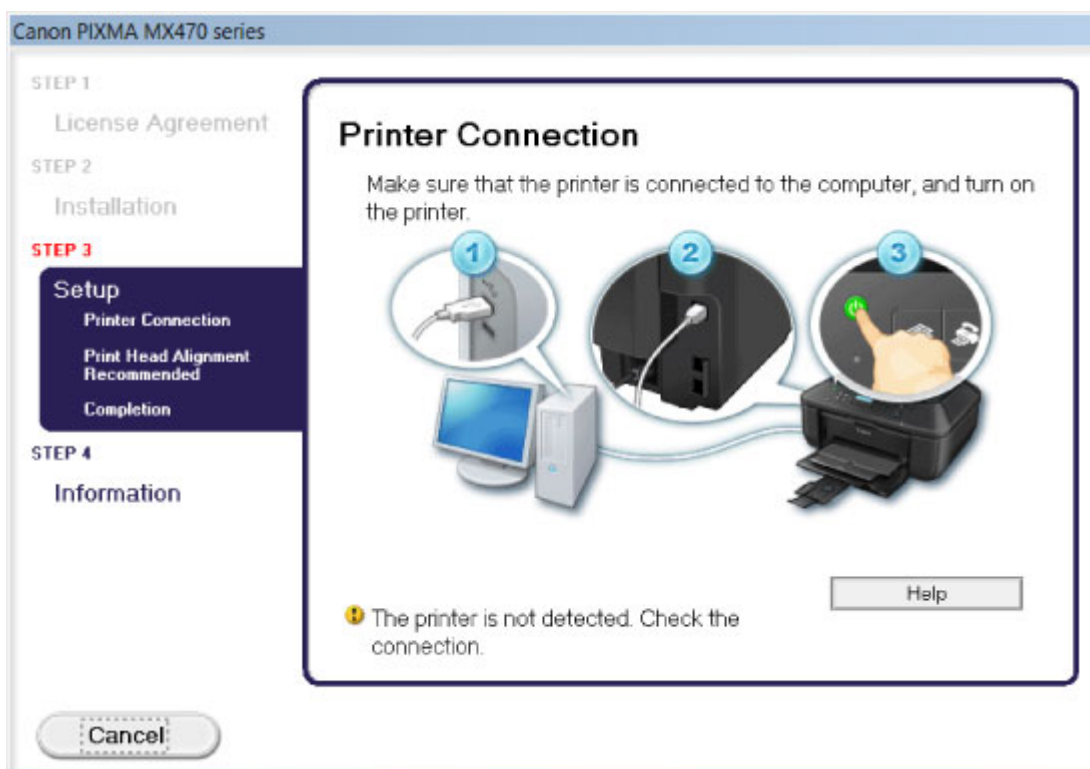 Canon PIXMA MX470 series
STEP 1
License Agreement
STEP 2
Installation
STEP 3
Setup
Printer Connection
Print Head Alignment
Recommended
Completion
STEP 4
Information
Printer Connection
Make sure that the printer is connected to the computer, and turn on
the printer.
1
2
3
Help
The printer is not detected. Check the
connection.
Cancel